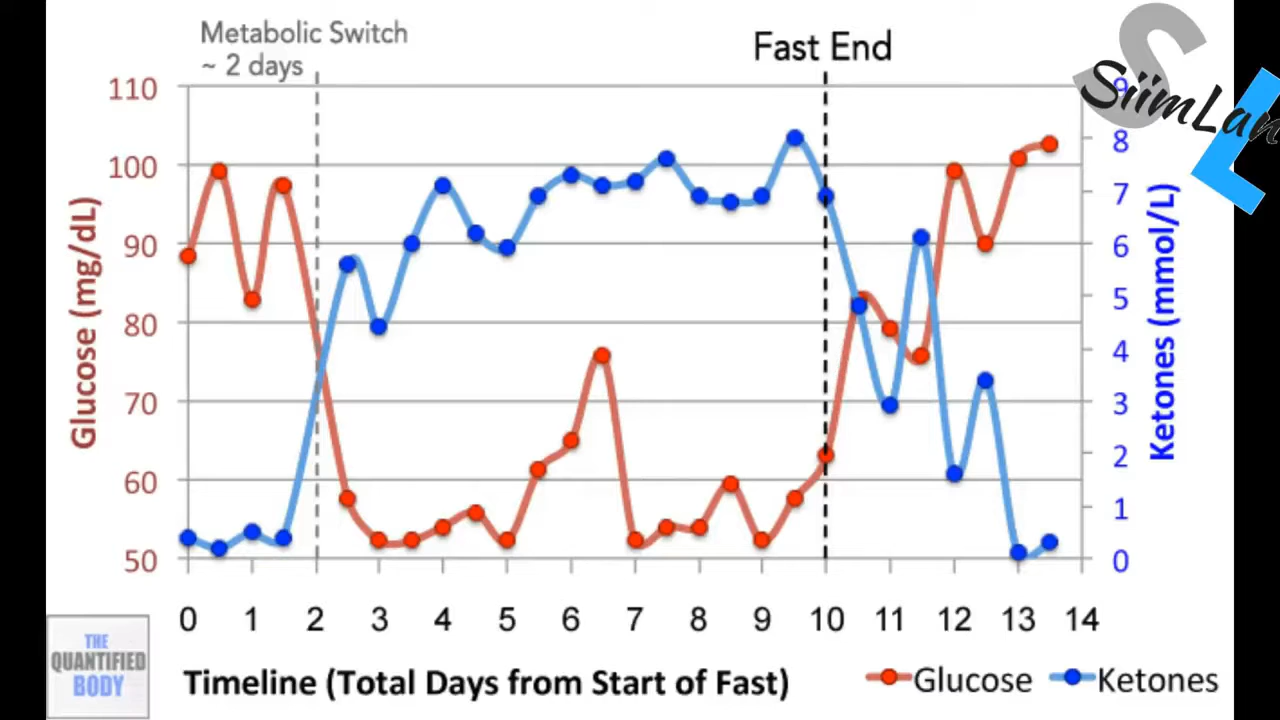 Metabolic Switch
~ 2 days
Fast End
SiimLan
L
S
110
100
90
80
70
60
50
Glucose (mg/dL)
9
8
7
6
5
4
3
2
1
0
Ketones (mmol/L)
0 1 2 3 4 5 6 7 8 9 10 11 12 13 14
Timeline (Total Days from Start of Fast)
Glucose Ketones
THE
QUANTIFIED
BODY